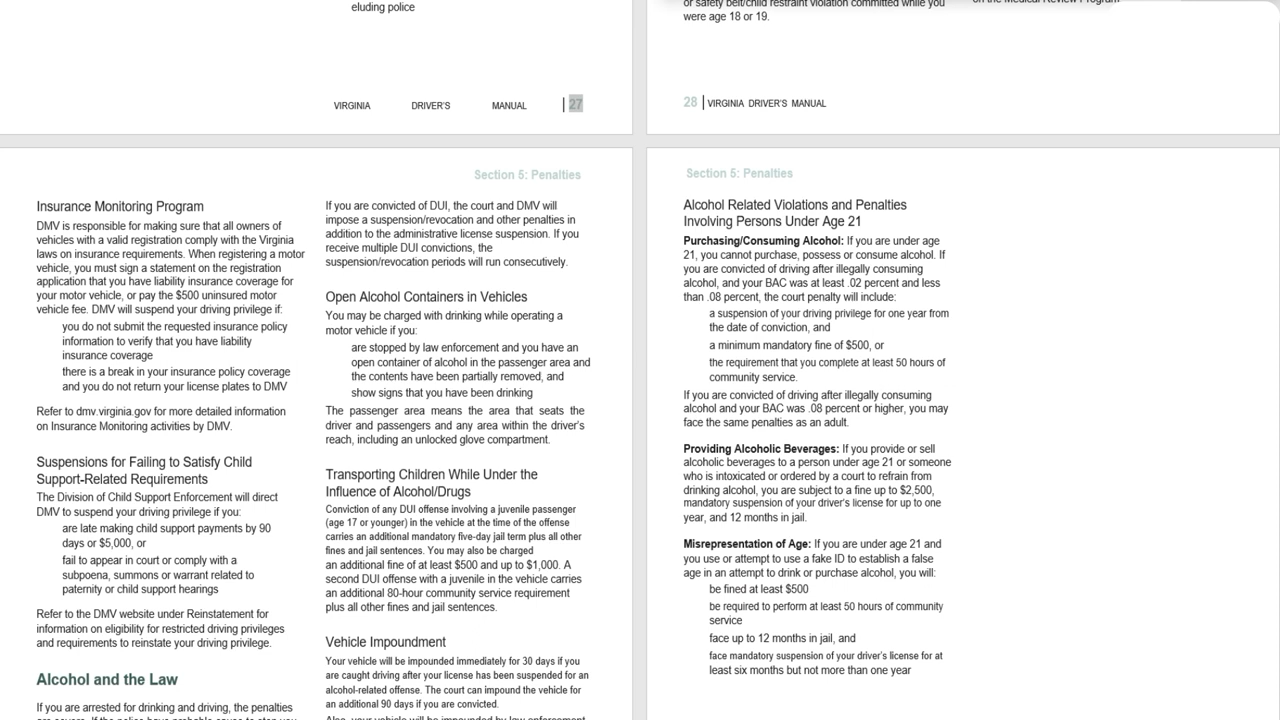 eluding police
VIRGINIA DRIVER'S MANUAL | 27
or safety belt/child restraint violation committed while you
were age 18 or 19.
on the Medical Review Program
28 | VIRGINIA DRIVER'S MANUAL
Section 5: Penalties
Insurance Monitoring Program
DMV is responsible for making sure that all owners of
vehicles with a valid registration comply with the Virginia
laws on insurance requirements. When registering a motor
vehicle, you must sign a statement on the registration
application that you have liability insurance coverage for
your motor vehicle, or pay the $500 uninsured motor
vehicle fee. DMV will suspend your driving privilege if:
you do not submit the requested insurance policy
information to verify that you have liability
insurance coverage
there is a break in your insurance policy coverage
and you do not return your license plates to DMV
Refer to dmv.virginia.gov for more detailed information
on Insurance Monitoring activities by DMV.
Suspensions for Failing to Satisfy Child
Support-Related Requirements
The Division of Child Support Enforcement will direct
DMV to suspend your driving privilege if you:
are late making child support payments by 90
days or $5,000, or
fail to appear in court or comply with a
subpoena, summons or warrant related to
paternity or child support hearings
Refer to the DMV website under Reinstatement for
information on eligibility for restricted driving privileges
and requirements to reinstate your driving privilege.
Alcohol and the Law
If you are arrested for drinking and driving, the penalties
are severe. If the police have probable cause to stop you
If you are convicted of DUI, the court and DMV will
impose a suspension/revocation and other penalties in
addition to the administrative license suspension. If you
receive multiple DUI convictions, the
suspension/revocation periods will run consecutively.
Open Alcohol Containers in Vehicles
You may be charged with drinking while operating a
motor vehicle if you:
are stopped by law enforcement and you have an
open container of alcohol in the passenger area and
the contents have been partially removed, and
show signs that you have been drinking
The passenger area means the area that seats the
driver and passengers and any area within the driver's
reach, including an unlocked glove compartment.
Transporting Children While Under the
Influence of Alcohol/Drugs
Conviction of any DUI offense involving a juvenile passenger
(age 17 or younger) in the vehicle at the time of the offense
carries an additional mandatory five-day jail term plus all other
fines and jail sentences. You may also be charged
an additional fine of at least $500 and up to $1,000. A
second DUI offense with a juvenile in the vehicle carries
an additional 80-hour community service requirement
plus all other fines and jail sentences.
Vehicle Impoundment
Your vehicle will be impounded immediately for 30 days if you
are caught driving after your license has been suspended for an
alcohol-related offense. The court can impound the vehicle for
an additional 90 days if you are convicted.
Also, your vehicle will be impounded by law enforcement
Section 5: Penalties
Alcohol Related Violations and Penalties
Involving Persons Under Age 21
Purchasing/Consuming Alcohol: If you are under age
21, you cannot purchase, possess or consume alcohol. If
you are convicted of driving after illegally consuming
alcohol, and your BAC was at least .02 percent and less
than .08 percent, the court penalty will include:
a suspension of your driving privilege for one year from
the date of conviction, and
a minimum mandatory fine of $500, or
the requirement that you complete at least 50 hours of
community service.
If you are convicted of driving after illegally consuming
alcohol and your BAC was .08 percent or higher, you may
face the same penalties as an adult.
Providing Alcoholic Beverages: If you provide or sell
alcoholic beverages to a person under age 21 or someone
who is intoxicated or ordered by a court to refrain from
drinking alcohol, you are subject to a fine up to $2,500,
mandatory suspension of your driver's license for up to one
year, and 12 months in jail.
Misrepresentation of Age: If you are under age 21 and
you use or attempt to use a fake ID to establish a false
age in an attempt to drink or purchase alcohol, you will:
be fined at least $500
be required to perform at least 50 hours of community
service
face up to 12 months in jail, and
face mandatory suspension of your driver's license for at
least six months but not more than one year